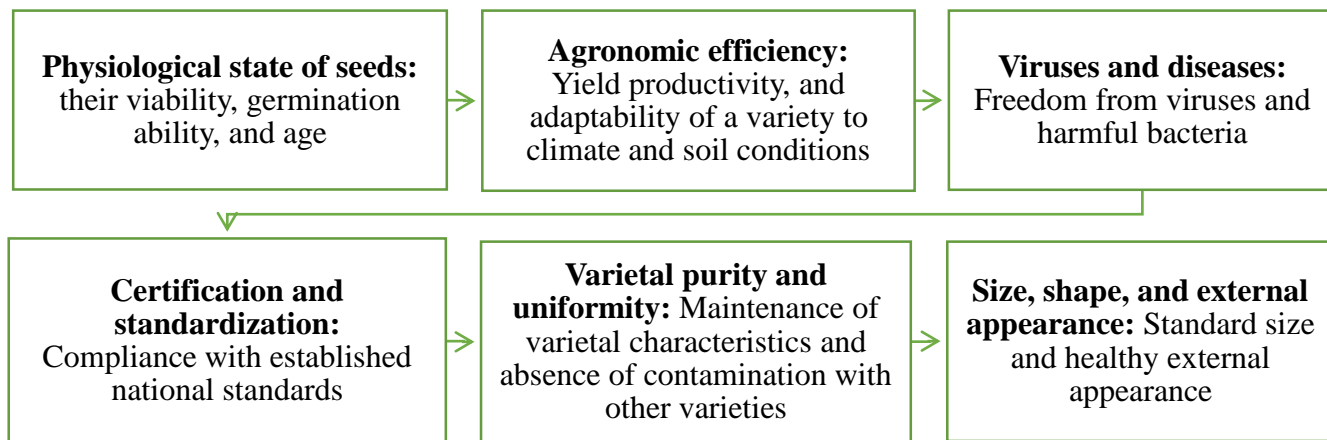 Physiological state of seeds:
their viability, germination
ability, and age
Agronomic efficiency:
Yield productivity, and
adaptability of a variety to
climate and soil conditions
Viruses and diseases:
Freedom from viruses and
harmful bacteria
Certification and
standardization:
Compliance with established
national standards
Varietal purity and
uniformity: Maintenance of
varietal characteristics and
absence of contamination with
other varieties
Size, shape, and external
appearance: Standard size
and healthy external
appearance